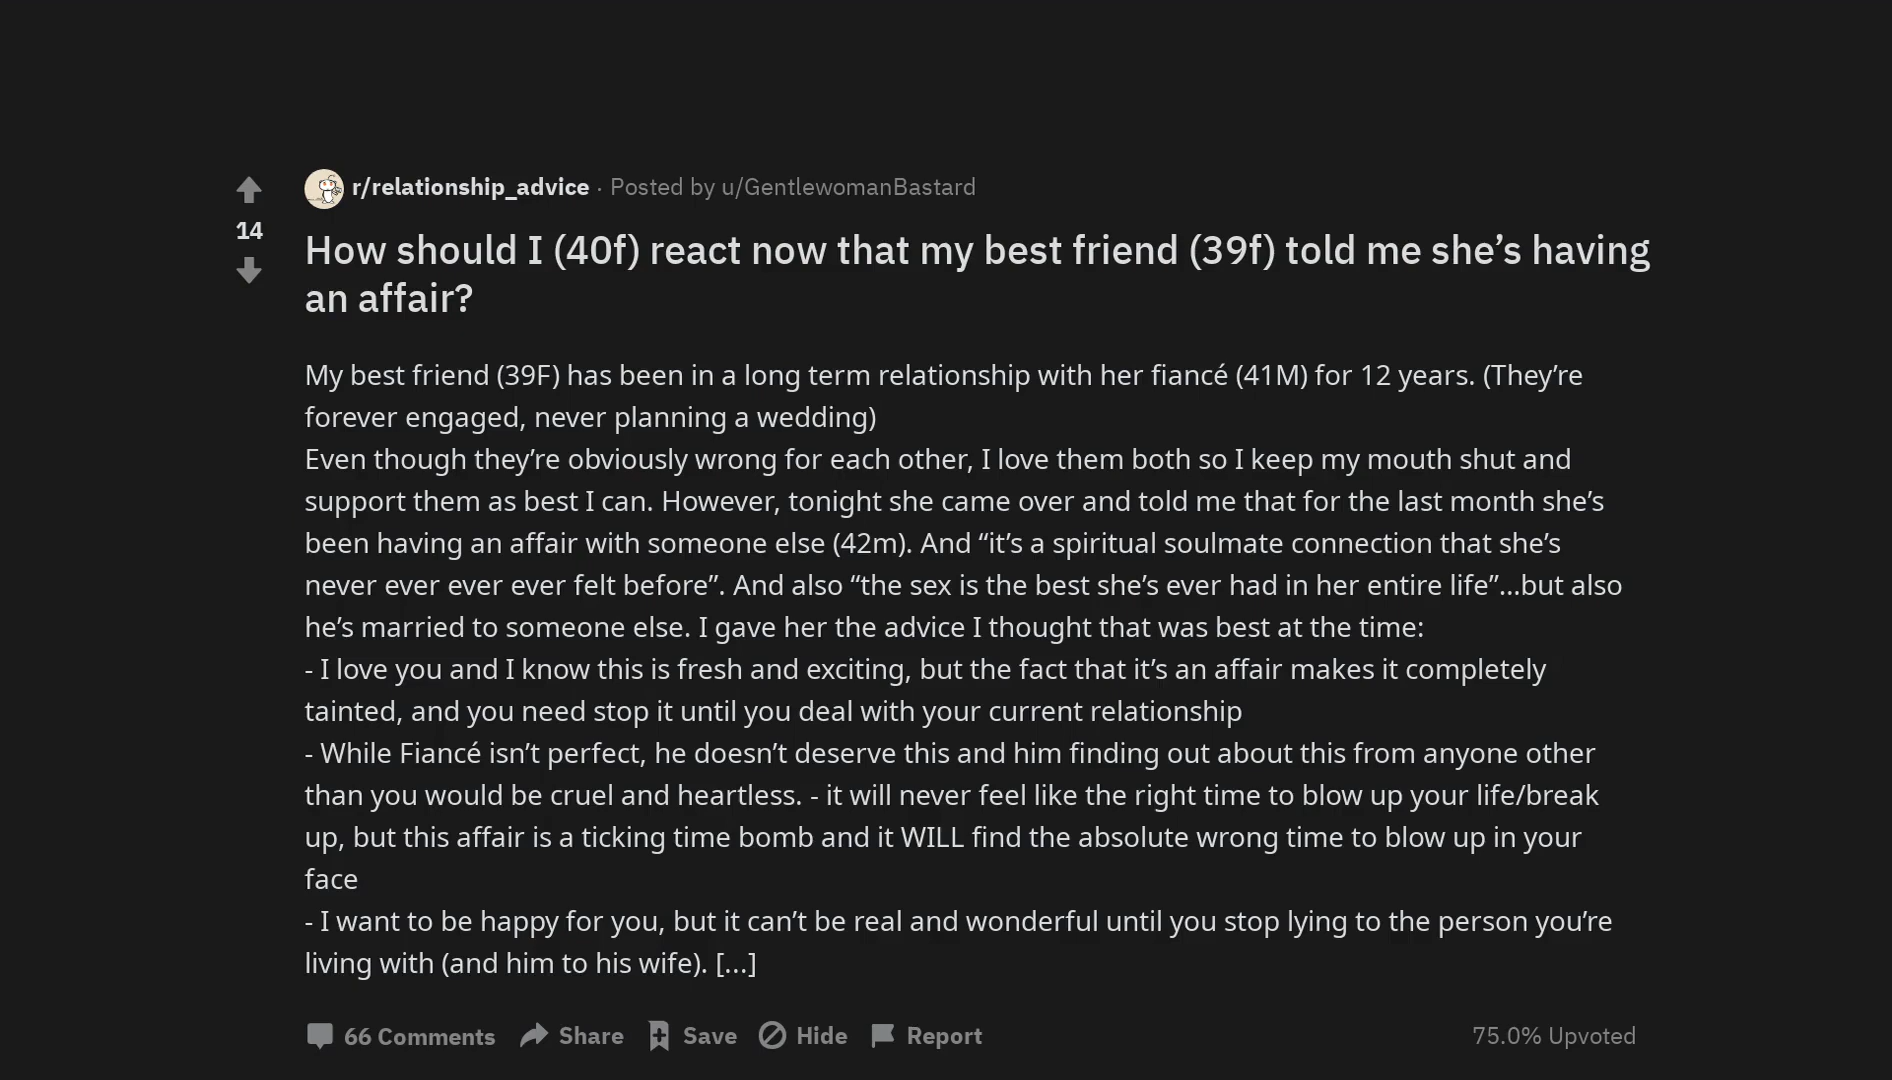 r/relationship_advice · Posted by u/GentlewomanBastard
14
How should I (40f) react now that my best friend (39f) told me she’s having
an affair?
My best friend (39F) has been in a long term relationship with her fiancé (41M) for 12 years. (They’re
forever engaged, never planning a wedding)
Even though they’re obviously wrong for each other, I love them both so I keep my mouth shut and
support them as best I can. However, tonight she came over and told me that for the last month she’s
been having an affair with someone else (42m). And “it’s a spiritual soulmate connection that she’s
never ever ever ever felt before”. And also “the sex is the best she’s ever had in her entire life”...but also
he’s married to someone else. I gave her the advice I thought that was best at the time:
- I love you and I know this is fresh and exciting, but the fact that it’s an affair makes it completely
tainted, and you need stop it until you deal with your current relationship
- While Fiancé isn’t perfect, he doesn’t deserve this and him finding out about this from anyone other
than you would be cruel and heartless. - it will never feel like the right time to blow up your life/break
up, but this affair is a ticking time bomb and it WILL find the absolute wrong time to blow up in your
face
- I want to be happy for you, but it can’t be real and wonderful until you stop lying to the person you’re
living with (and him to his wife). [...]
66 Comments Share Save Hide Report 75.0% Upvoted